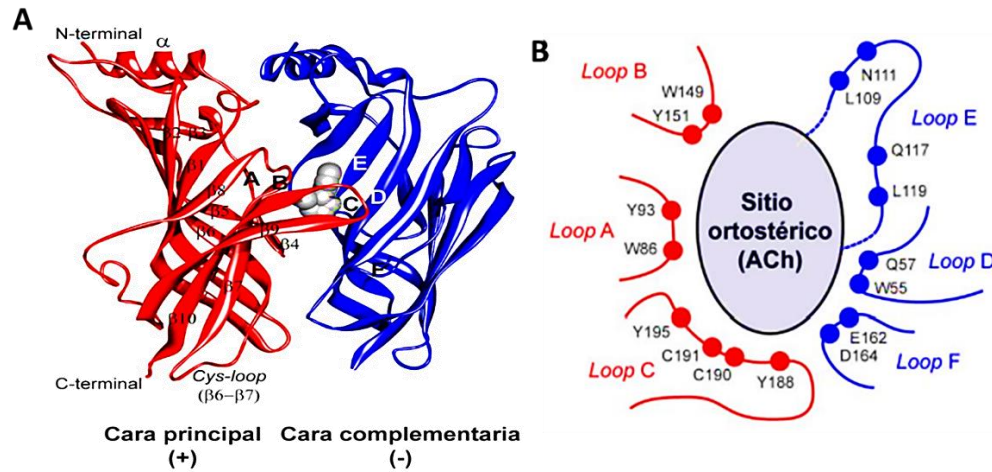 A
N-terminal
α
β2 β3
β1
A
B
β8
β5
β6
β9
β4
β10
E
D
C
F
C-terminal
Cys-loop
(β6–β7)
Cara principal
(+)
Cara complementaria
(-)
B
Loop B
W149
Y151
N111
L109
Loop E
Q117
L119
Loop A
Y93
W86
Sitio
ortostérico
(ACh)
Q57
Loop D
W55
Y195
C191
C190
Loop C
Y188
E162
D164
Loop F